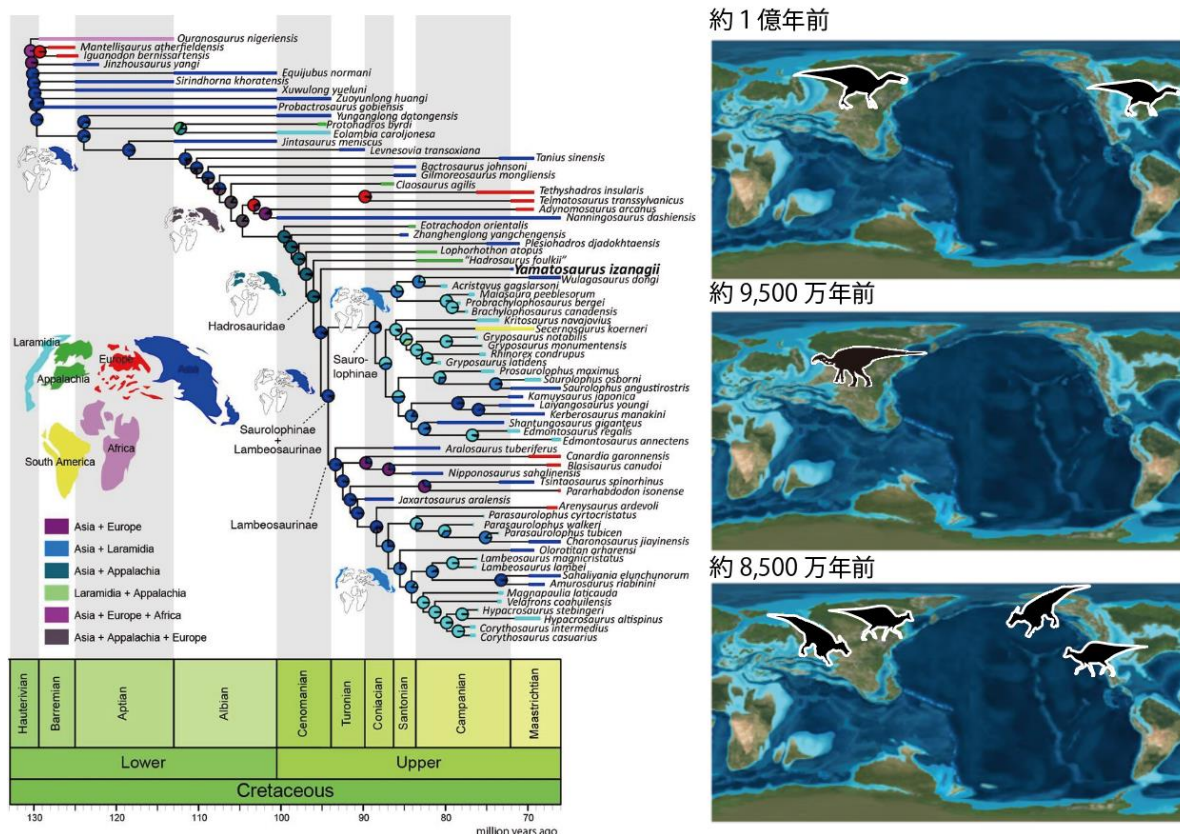 Ouranosaurus nigeriensis
Mantellisaurus atherfieldensis
Iguanodon bernissartensis
Jinzhousaurus yangi
Equijubus normani
Sirindhorna khoratensis
Xuwulong yueluni
Zuoyunlong huangi
Probactrosaurus gobiensis
Yunganglong datongensis
Protohadros byrdi
Eolambia caroljonesa
Jintasaurus meniscus
Levnesovia transoxiana
Tanius sinensis
Bactrosaurus johnsoni
Gilmoreosaurus mongliensis
Claosaurus agilis
Tethyshadros insularis
Telmatosaurus transsylvanicus
Adynomosaurus arcanus
Nanningosaurus dashiensis
Eotrachodon orientalis
Zhanghenglong yangchengensis
Plesiohadros djadokhtaensis
Lophorhothon atopus
"Hadrosaurus foulkii"
Yamatosaurus izanagii
Wulagasaurus dongi
Acristavus gagslarsoni
Maiasaura peeblesorum
Probrachylophosaurus bergei
Brachylophosaurus canadensis
Kritosaurus navajovius
Secernosaurus koerneri
Gryposaurus notabilis
Gryposaurus monumentensis
Rhinorex condrupus
Gryposaurus latidens
Prosaurolophus maximus
Saurolophus osborni
Saurolophus angustirostris
Kamuysaurus japonica
Laiyangosaurus youngi
Kerberosaurus manakini
Shantungosaurus giganteus
Edmontosaurus regalis
Edmontosaurus annectens
Aralosaurus tuberiferus
Canardia garonnensis
Blasisaurus canudoi
Nipponosaurus sahalinensis
Tsintaosaurus spinorhinus
Pararhabdodon isonense
Jaxartosaurus aralensis
Arenysaurus ardevoli
Parasaurolophus cyrtocristatus
Parasaurolophus walkeri
Parasaurolophus tubicen
Charonosaurus jiayinensis
Olorotitan arharensi
Lambeosaurus magnicristatus
Lambeosaurus lambei
Sahaliyania elunchunorum
Amurosaurus riabinini
Magnapaulia laticauda
Velafrons coahuilensis
Hypacrosaurus stebingeri
Hypacrosaurus altispinus
Corythosaurus intermedius
Corythosaurus casuarius
Hadrosauridae
Sauro-
lophinae
Saurolophinae
+
Lambeosaurinae
Lambeosaurinae
Laramidia
Appalachia
Europe
Asia
South America
Africa
Asia + Europe
Asia + Laramidia
Asia + Appalachia
Laramidia + Appalachia
Asia + Europe + Africa
Asia + Appalachia + Europe
Hauterivian
Barremian
Aptian
Albian
Cenomanian
Turonian
Coniacian
Santonian
Campanian
Maastrichtian
Lower
Upper
Cretaceous
130
120
110
100
90
80
70
million years ago
約 1 億年前
約 9,500 万年前
約 8,500 万年前